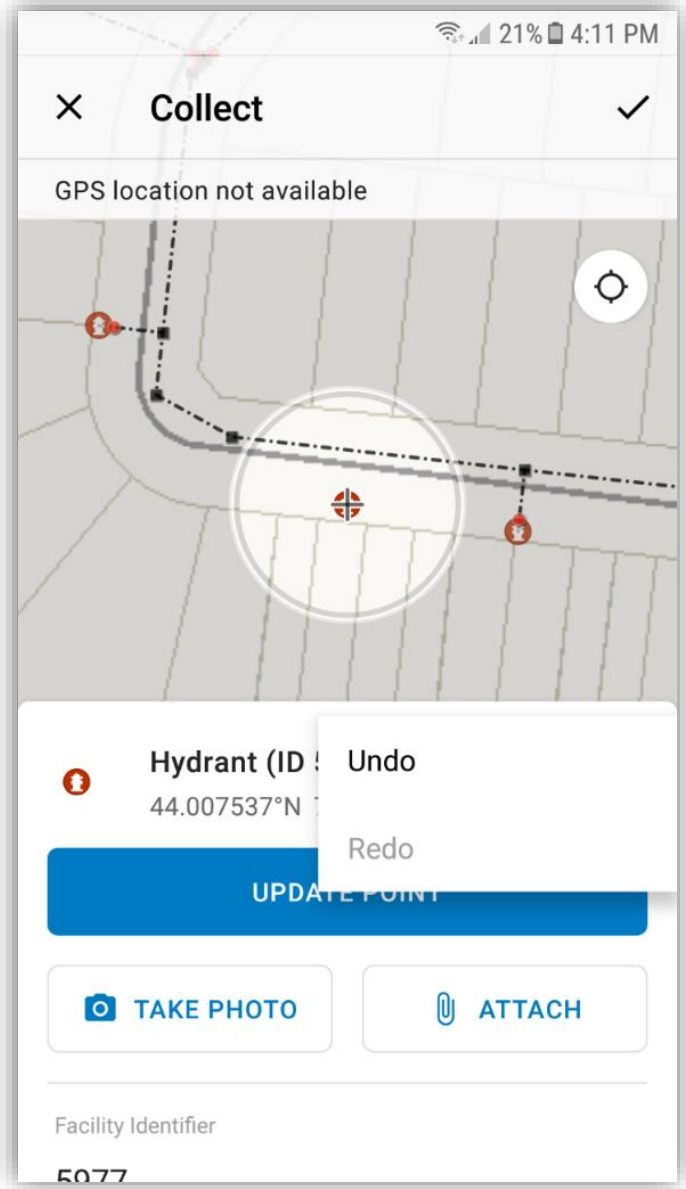 21% 4:11 PM
Collect
GPS location not available
Hydrant (ID
44.007537°N
Undo
Redo
UPDATE POINT
TAKE PHOTO
ATTACH
Facility Identifier
5977